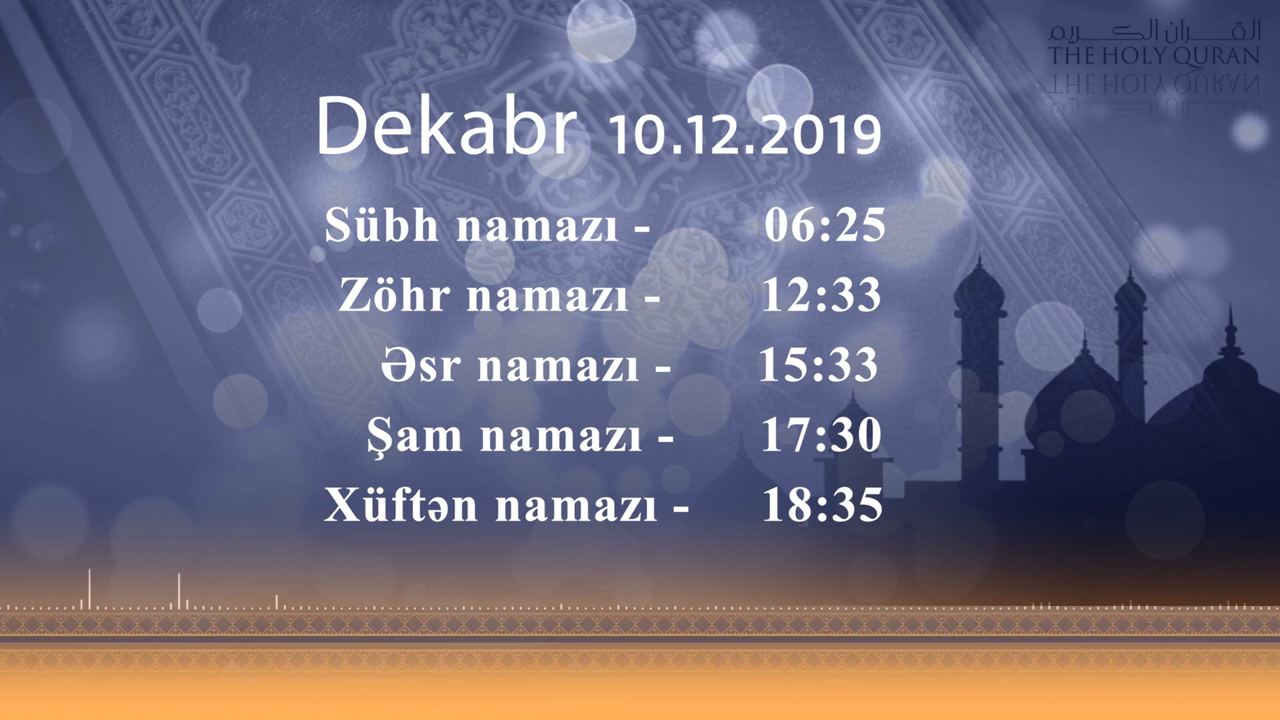 القرآن الكريم
THE HOLY QURAN
Dekabr 10.12.2019
Sübh namazı - 06:25
Zöhr namazı - 12:33
Əsr namazı - 15:33
Şam namazı - 17:30
Xüftən namazı - 18:35